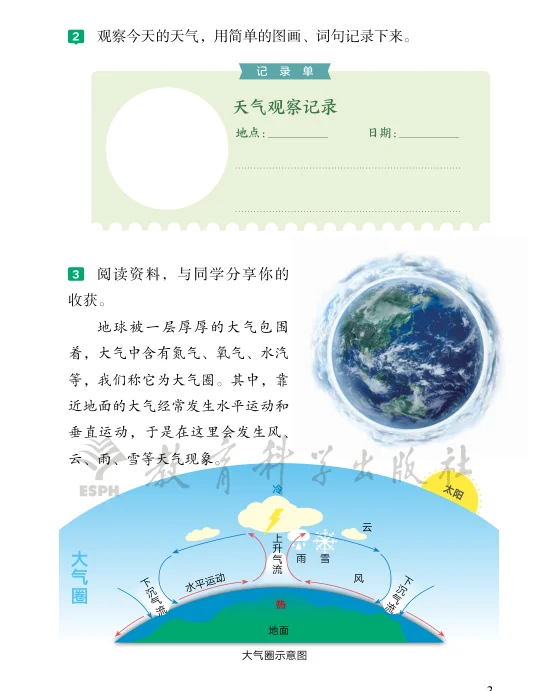 2 观察今天的天气，用简单的图画、词句记录下来。
记录单
天气观察记录
地点：
日期：
3 阅读资料，与同学分享你的
收获。
地球被一层厚厚的大气包围
着，大气中含有氮气、氧气、水汽
等，我们称它为大气圈。其中，靠
近地面的大气经常发生水平运动和
垂直运动，于是在这里会发生风、
云、雨、雪等天气现象。
ESPH 教育科学出版社
冷
太阳
云
上升气流
雨
雪
大气圈
下沉气流
水平运动
风
下沉气流
热
地面
大气圈示意图